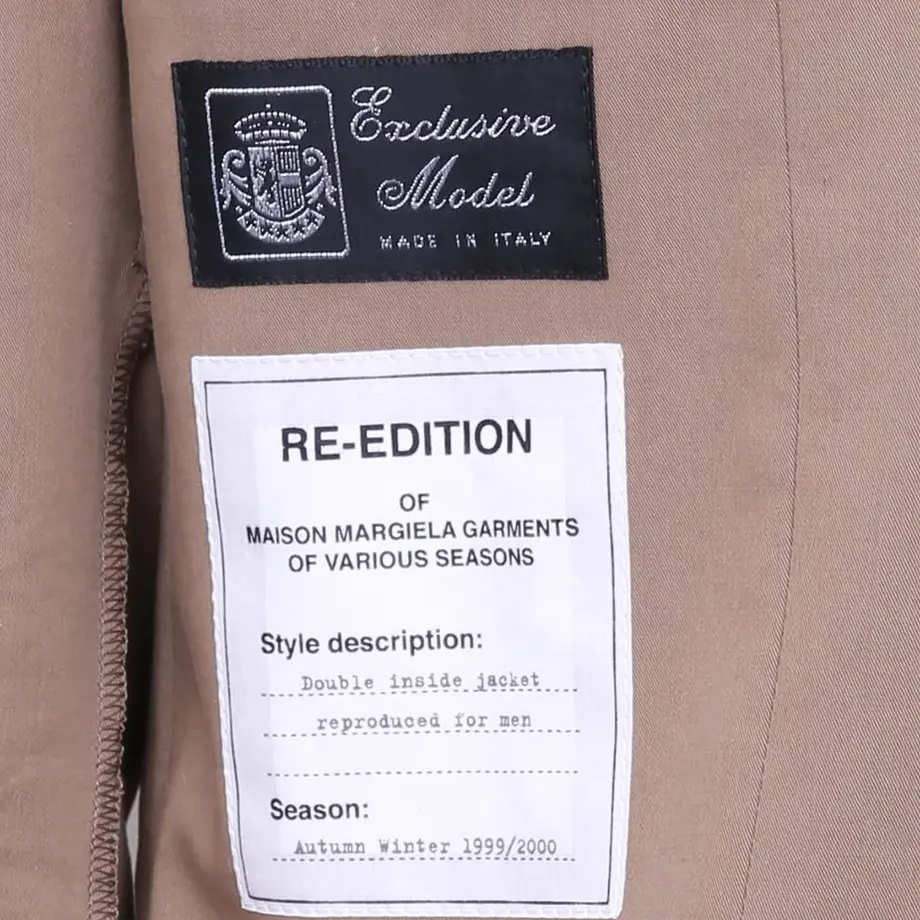 Exclusive
Model
MADE IN ITALY
RE-EDITION
OF
MAISON MARGIELA GARMENTS
OF VARIOUS SEASONS
Style description:
Double inside jacket
reproduced for men
Season:
Autumn Winter 1999/2000